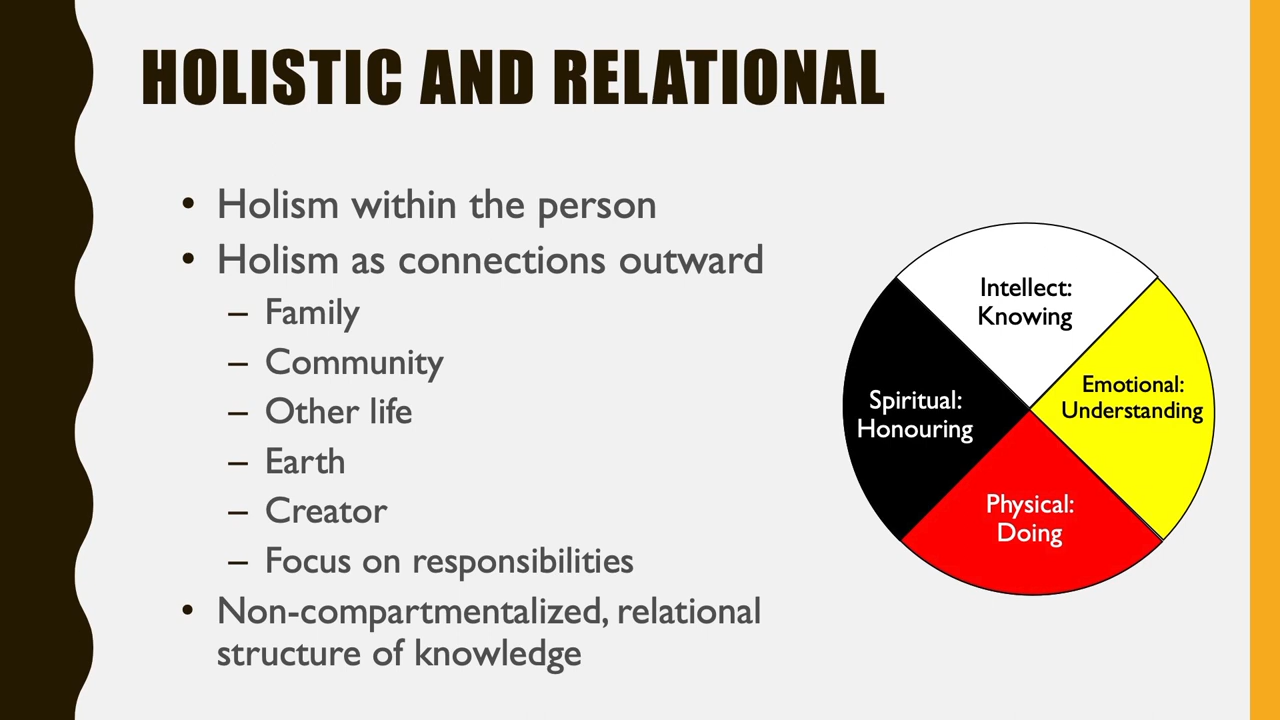 HOLISTIC AND RELATIONAL
• Holism within the person
• Holism as connections outward
– Family
– Community
– Other life
– Earth
– Creator
– Focus on responsibilities
• Non-compartmentalized, relational
structure of knowledge
Intellect:
Knowing
Emotional:
Understanding
Spiritual:
Honouring
Physical:
Doing